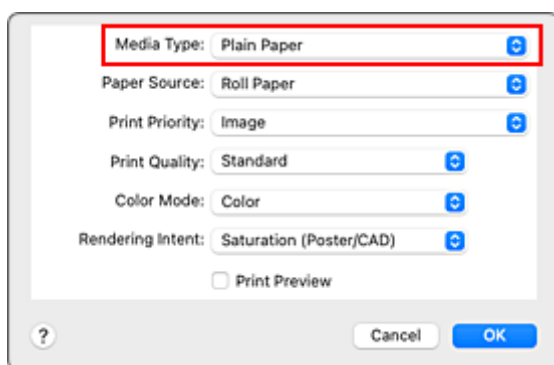 Media Type: Plain Paper
Paper Source: Roll Paper
Print Priority: Image
Print Quality: Standard
Color Mode: Color
Rendering Intent: Saturation (Poster/CAD)
Print Preview
? Cancel OK